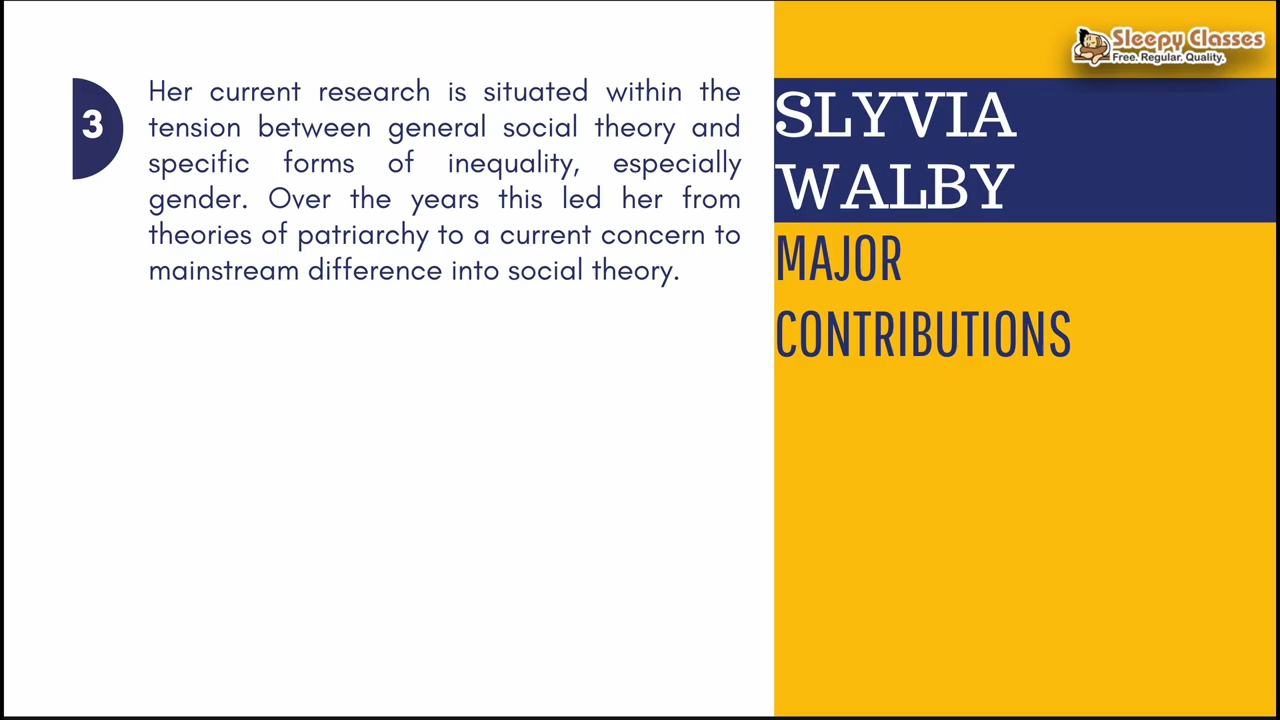 3
Her current research is situated within the
tension between general social theory and
specific forms of inequality, especially
gender. Over the years this led her from
theories of patriarchy to a current concern to
mainstream difference into social theory.
Sleepy Classes
Free. Regular. Quality.
SLYVIA
WALBY
MAJOR
CONTRIBUTIONS